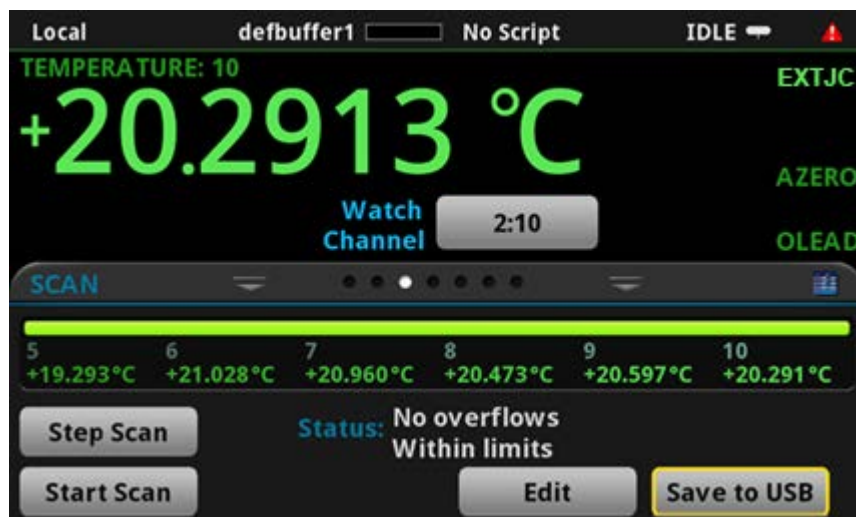 Local defbuffer1 No Script IDLE
TEMPERATURE: 10
EXTJC
+20.2913 °C
AZERO
Watch
Channel
2:10
OLEAD
SCAN
5 6 7 8 9 10
+19.293°C +21.028°C +20.960°C +20.473°C +20.597°C +20.291°C
Step Scan
Status: No overflows
Within limits
Start Scan Edit Save to USB